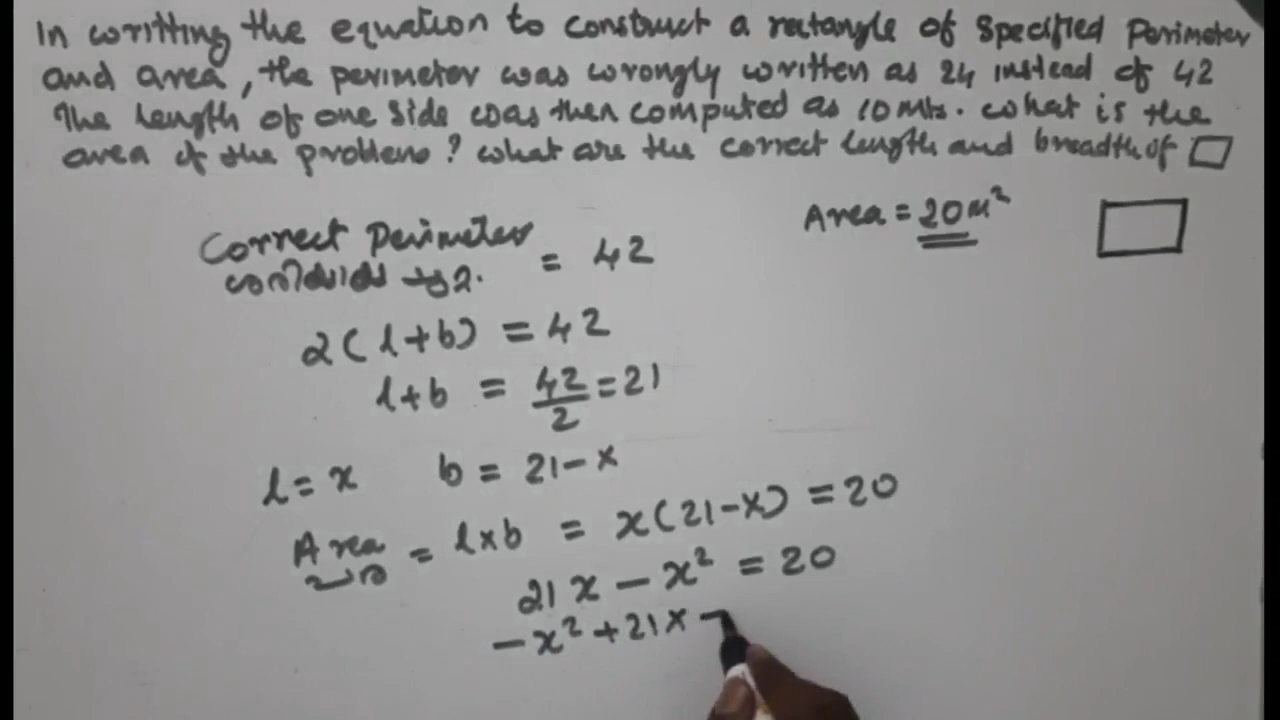 In writting the equation to construct a rectangle of specified Perimeter
and area, the perimeter was wrongly written as 24 instead of 42
The length of one side was then computed as 10 Mts. what is the
area of the problem? what are the correct length and breadth of
Area = 20 M²
Correct Perimeter
= 42
2(l+b) = 42
l+b = 42/2 = 21
l = x b = 21-x
Area = l×b = x(21-x) = 20
21x - x² = 20
-x² + 21x -